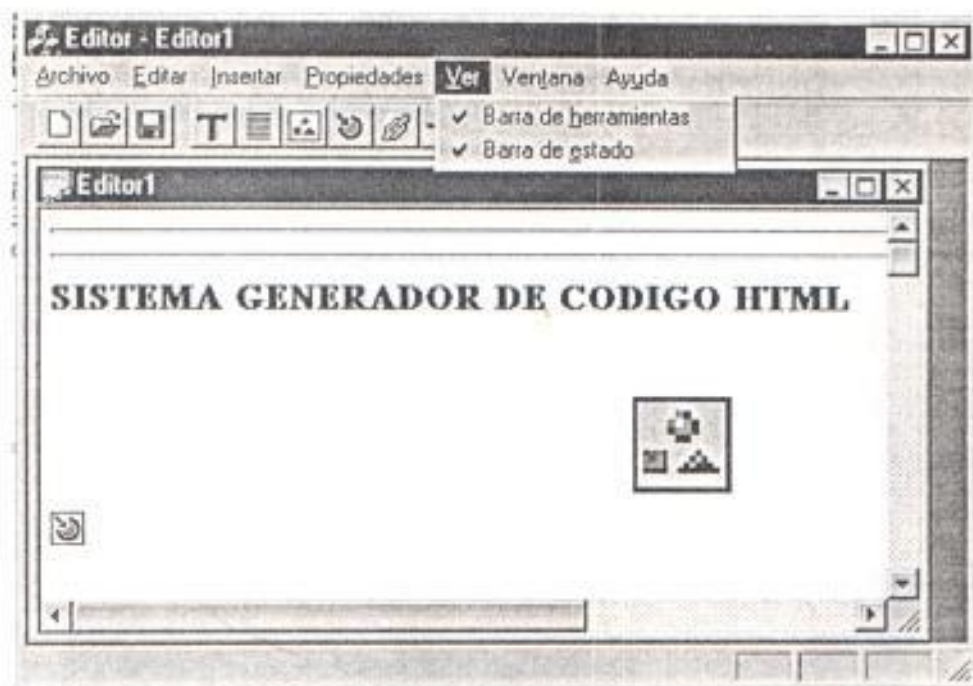 Editor - Editor1
Archivo Editar Insertar Propiedades Ver Ventana Ayuda
T
Barra de herramientas
Barra de estado
Editor1
SISTEMA GENERADOR DE CODIGO HTML